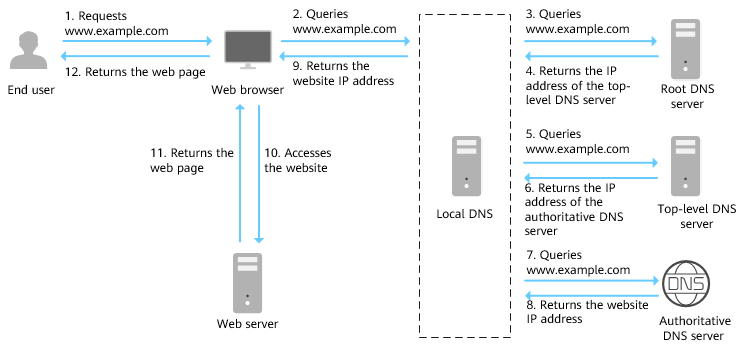 1. Requests
www.example.com
12. Returns the web page
End user
Web browser
2. Queries
www.example.com
9. Returns the
website IP address
11. Returns the
web page
10. Accesses
the website
Web server
Local DNS
3. Queries
www.example.com
4. Returns the IP
address of the top-
level DNS server
Root DNS
server
5. Queries
www.example.com
6. Returns the IP
address of the
authoritative DNS
server
Top-level DNS
server
7. Queries
www.example.com
8. Returns the website
IP address
DNS
Authoritative
DNS server